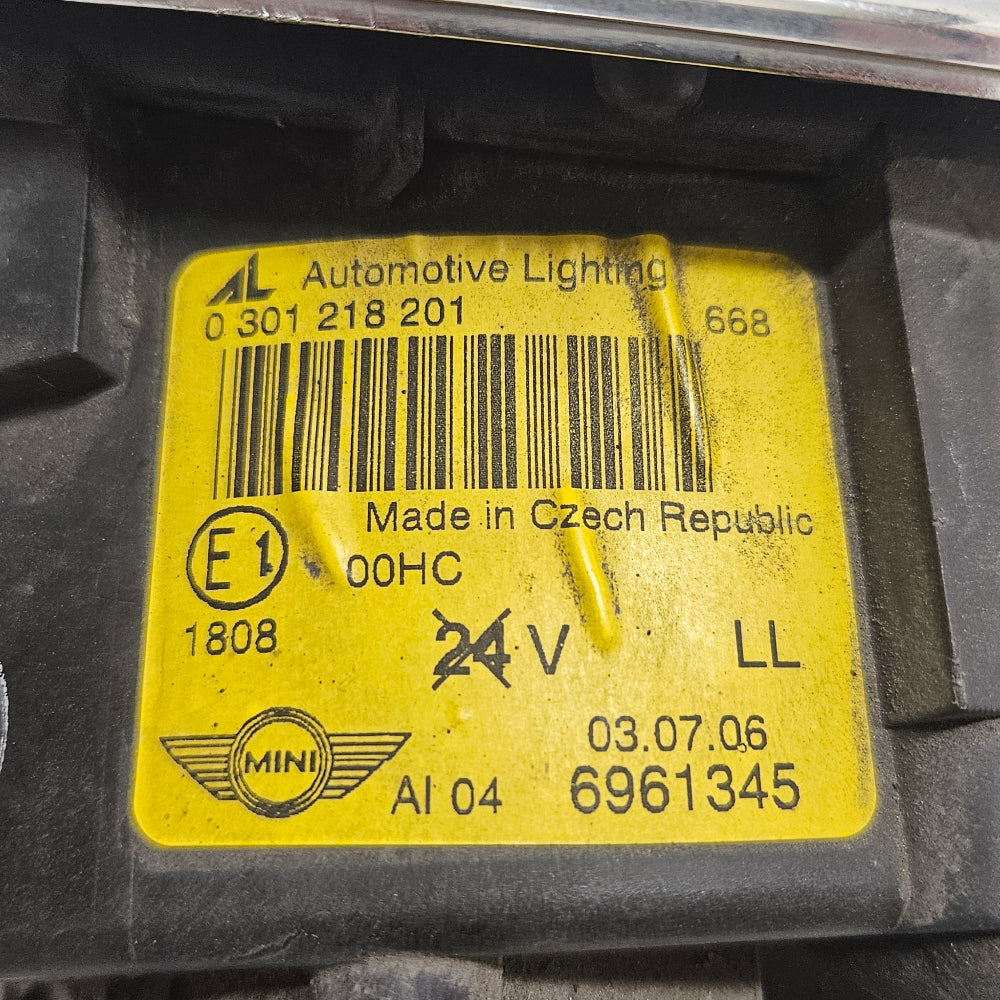 AL Automotive Lighting
0 301 218 201 668
Made in Czech Republic
E1 00HC
1808 24 V LL
03.07.06
MINI AI 04 6961345